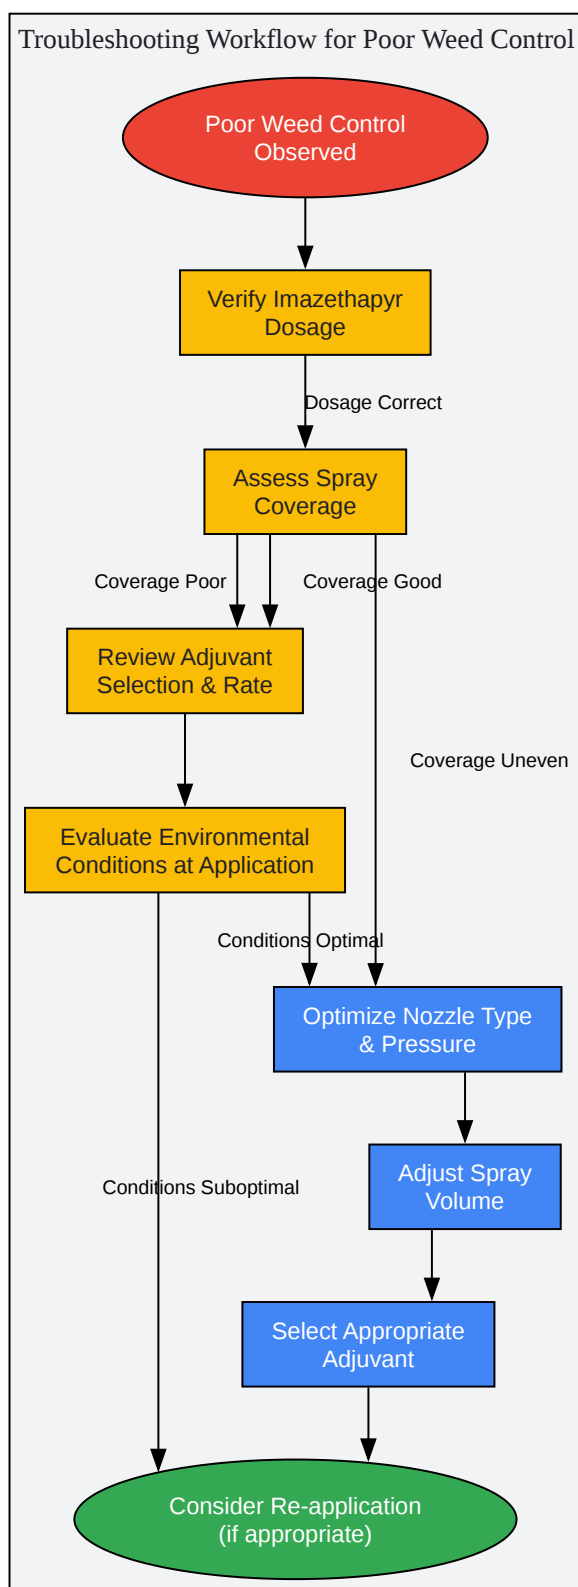 Troubleshooting Workflow for Poor Weed Control
Poor Weed Control
Observed
Verify Imazethapyr
Dosage
Dosage Correct
Assess Spray
Coverage
Coverage Poor
Coverage Good
Review Adjuvant
Selection & Rate
Coverage Uneven
Evaluate Environmental
Conditions at Application
Conditions Optimal
Optimize Nozzle Type
& Pressure
Adjust Spray
Volume
Conditions Suboptimal
Select Appropriate
Adjuvant
Consider Re-application
(if appropriate)